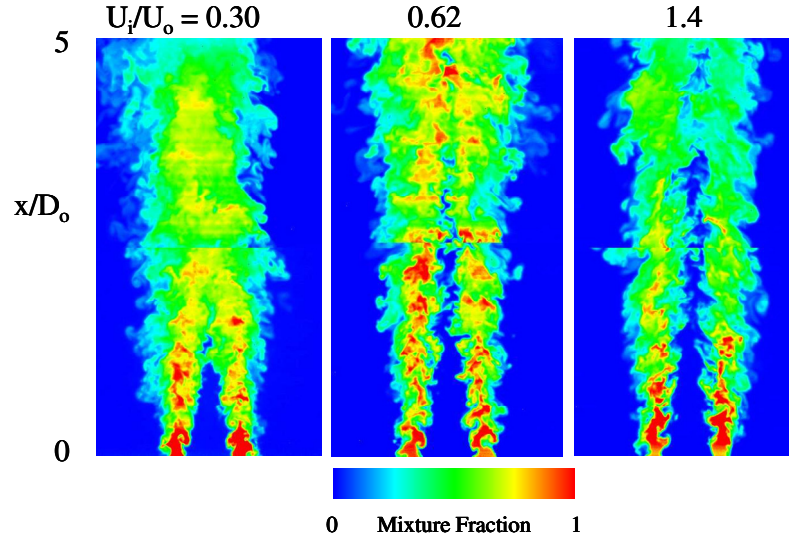 Uᵢ/Uₒ = 0.30 0.62 1.4
5
x/Dₒ
0
0 Mixture Fraction 1